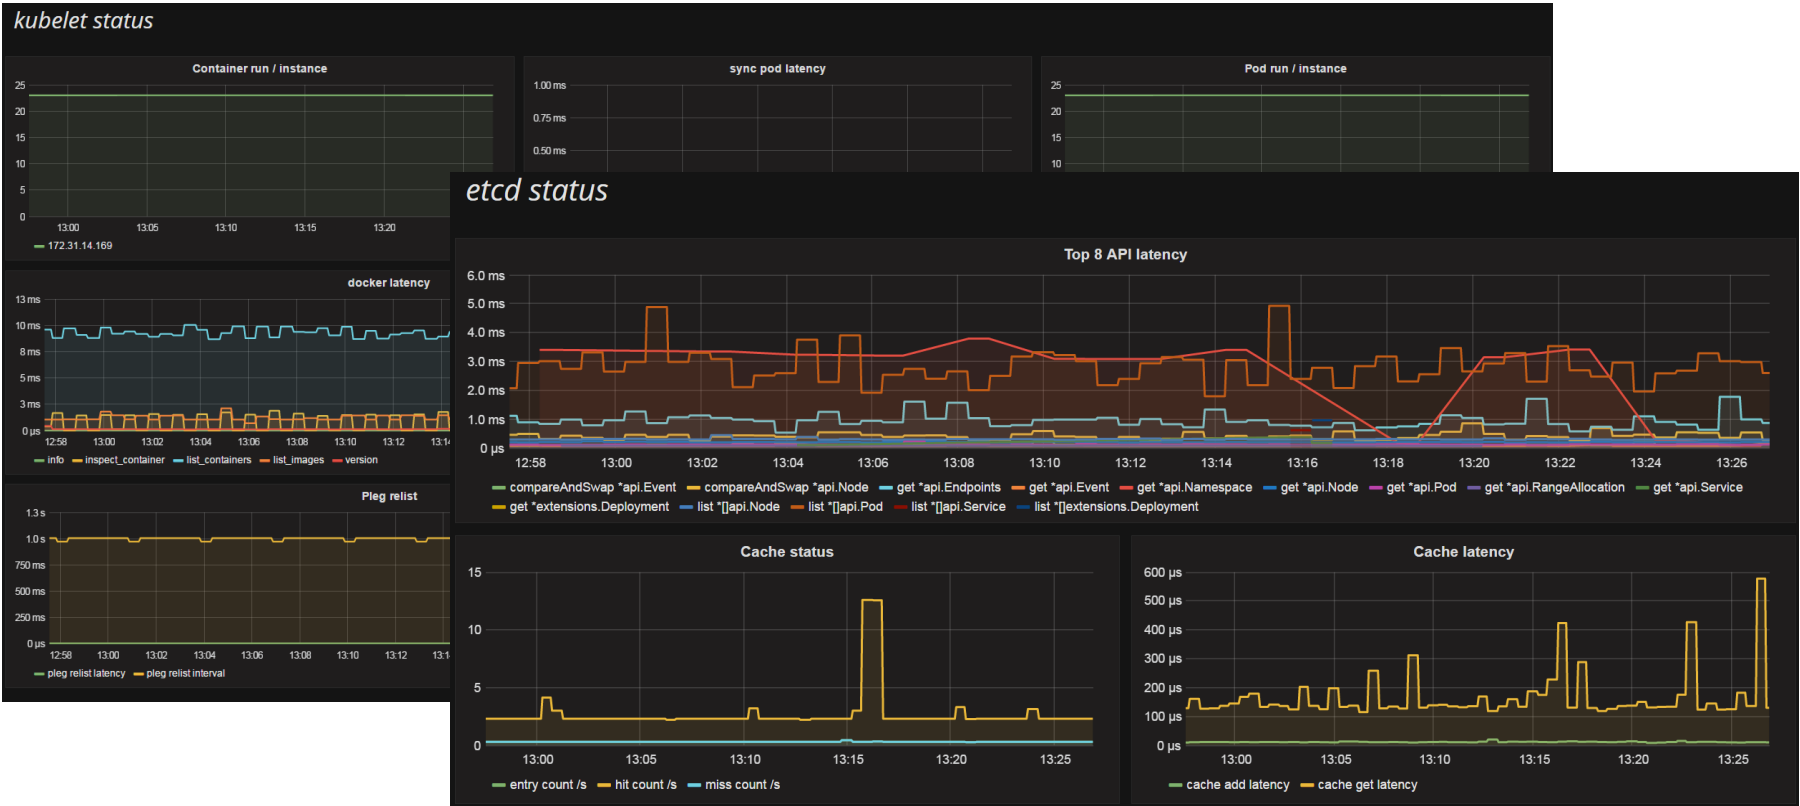 kubelet status
Container run / instance
25
20
15
10
5
0
13:00 13:05 13:10 13:15 13:20
172.31.14.169
sync pod latency
1.00 ms
0.75 ms
0.50 ms
Pod run / instance
25
20
15
10
docker latency
13 ms
10 ms
8 ms
5 ms
3 ms
0 µs
12:58 13:00 13:02 13:04 13:06 13:08 13:10 13:12 13:14
info inspect_container list_containers list_images version
Pleg relist
1.3 s
1.0 s
750 ms
500 ms
250 ms
0 µs
12:58 13:00 13:02 13:04 13:06 13:08 13:10 13:12 13:1
pleg relist latency pleg relist interval
etcd status
Top 8 API latency
6.0 ms
5.0 ms
4.0 ms
3.0 ms
2.0 ms
1.0 ms
0 µs
12:58 13:00 13:02 13:04 13:06 13:08 13:10 13:12 13:14 13:16 13:18 13:20 13:22 13:24 13:26
compareAndSwap *api.Event compareAndSwap *api.Node get *api.Endpoints get *api.Event get *api.Namespace get *api.Node get *api.Pod get *api.RangeAllocation get *api.Service
get *extensions.Deployment list *[]api.Node list *[]api.Pod list *[]api.Service list *[]extensions.Deployment
Cache status
15
10
5
0
13:00 13:05 13:10 13:15 13:20 13:25
entry count /s hit count /s miss count /s
Cache latency
600 µs
500 µs
400 µs
300 µs
200 µs
100 µs
0 µs
13:00 13:05 13:10 13:15 13:20 13:25
cache add latency cache get latency